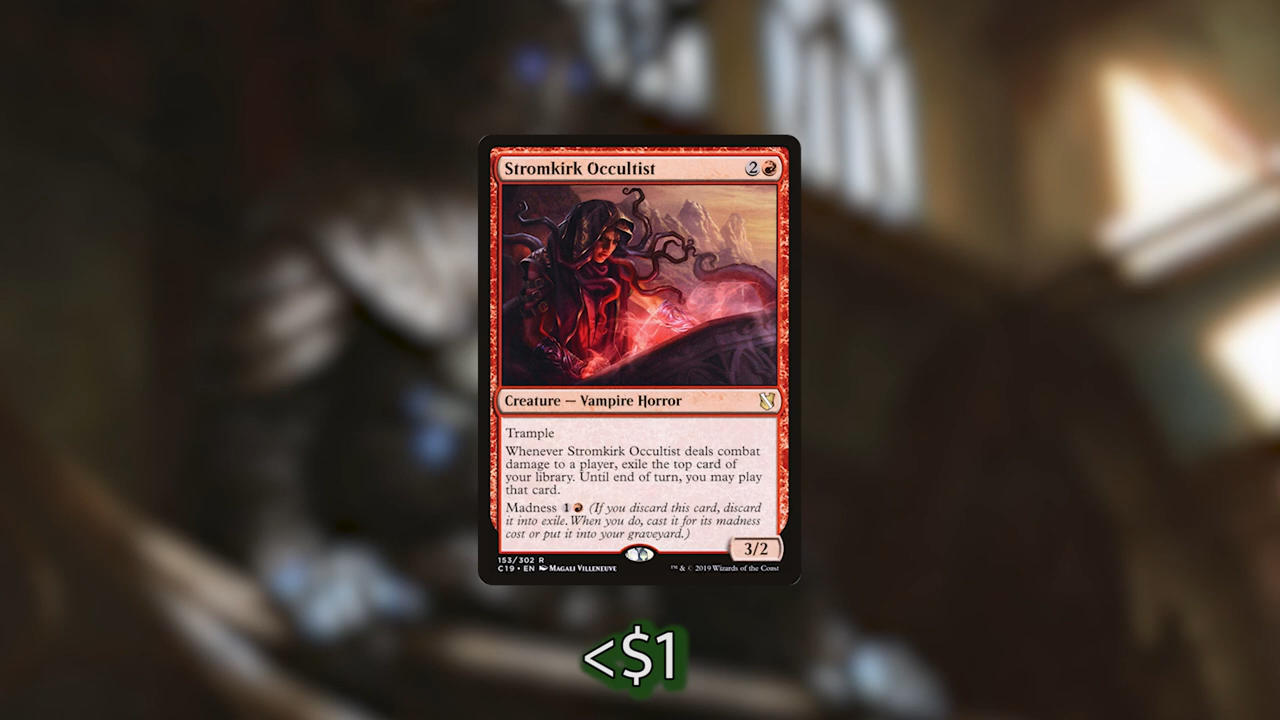 Stromkirk Occultist 2
Creature — Vampire Horror
Trample
Whenever Stromkirk Occultist deals combat
damage to a player, exile the top card of
your library. Until end of turn, you may play
that card.
Madness 1 (If you discard this card, discard
it into exile. When you do, cast it for its madness
cost or put it into your graveyard.)
3/2
153/302 R
C19 • EN Magali Villeneuve ™ & © 2019 Wizards of the Coast
<$1